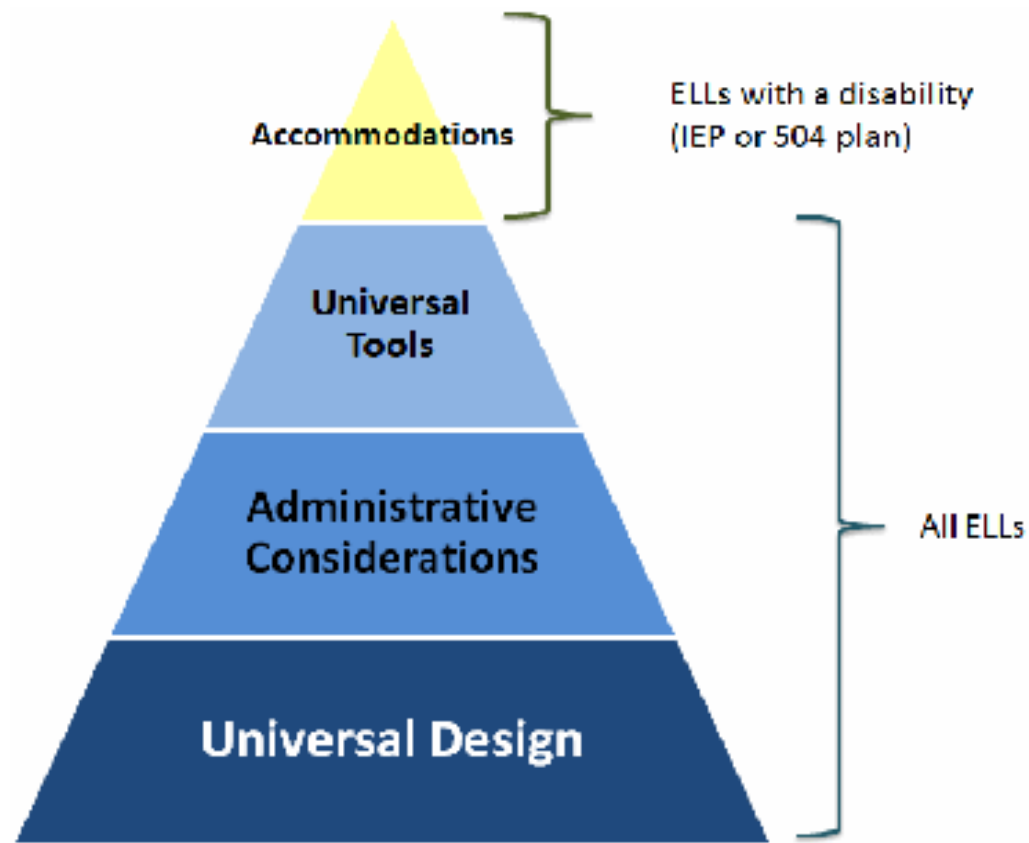 Accommodations
ELLs with a disability
(IEP or 504 plan)
Universal
Tools
Administrative
Considerations
All ELLs
Universal Design